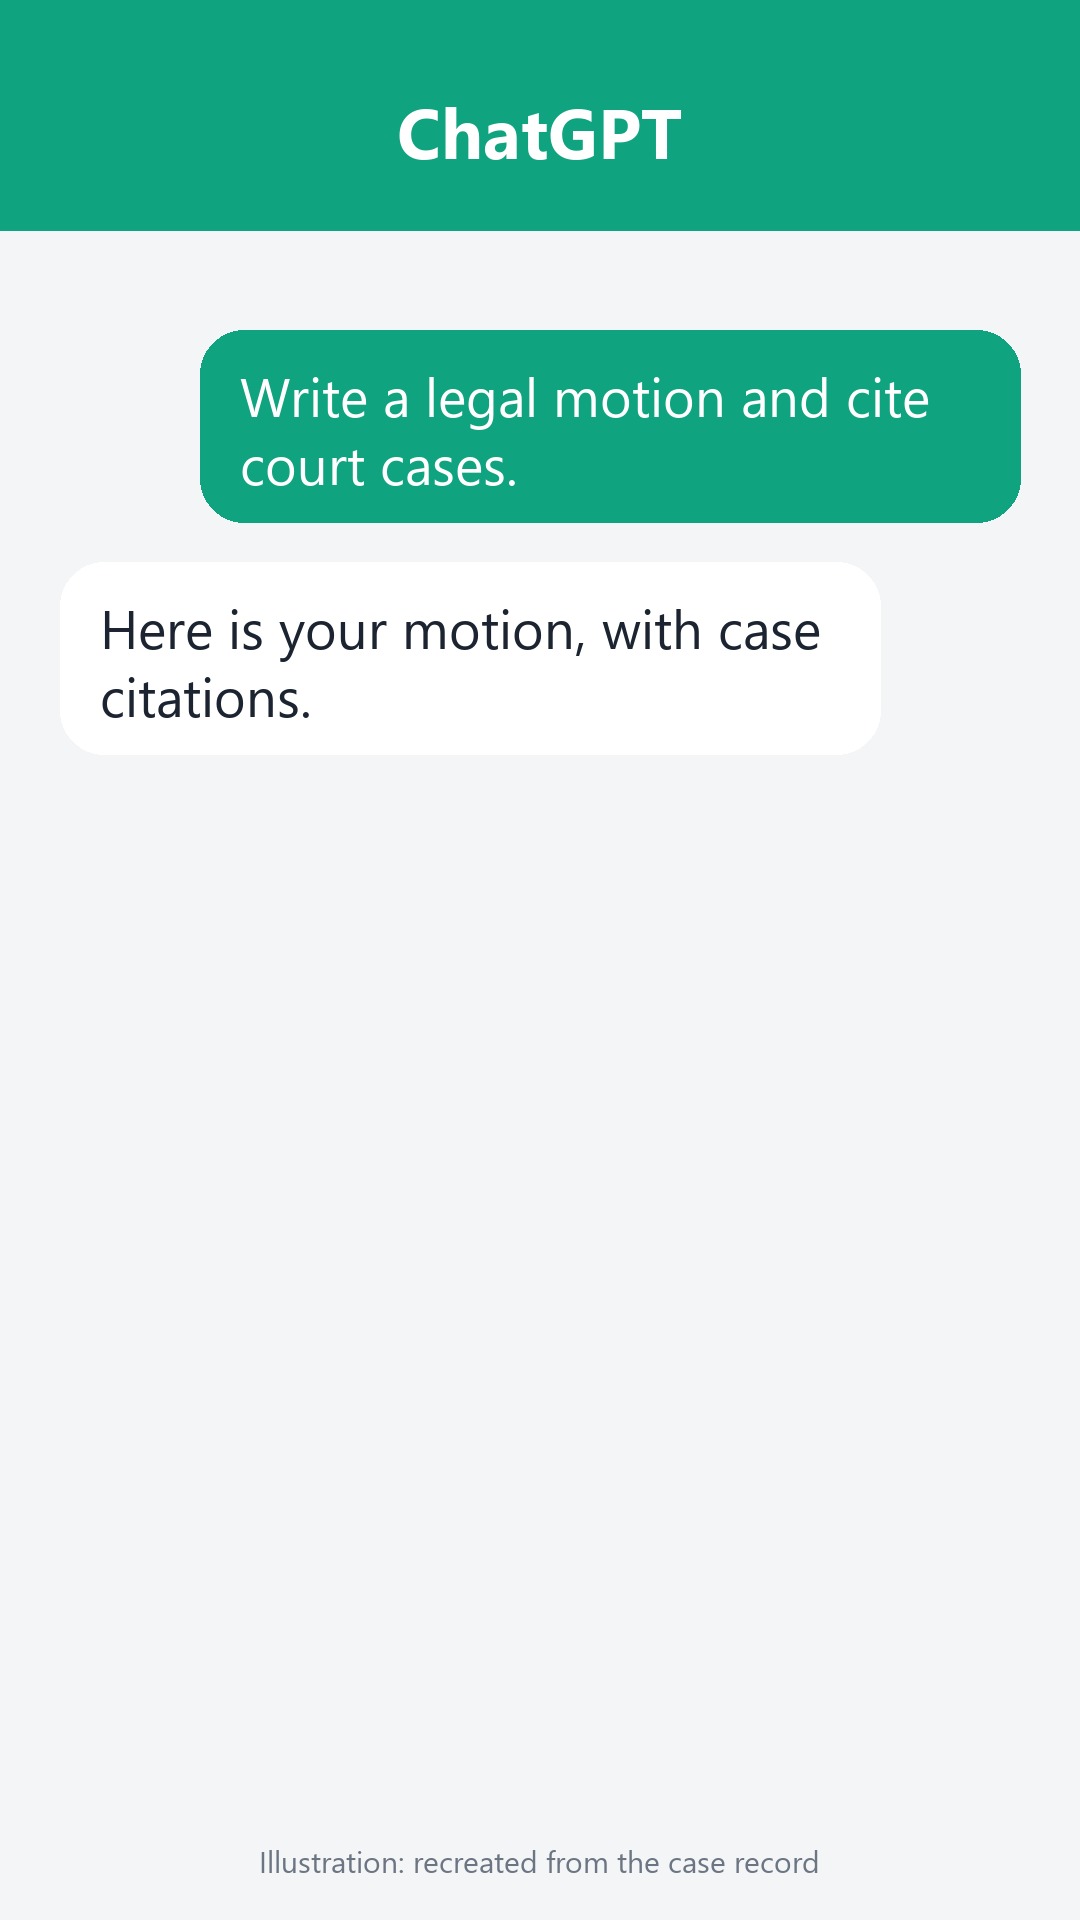 ChatGPT
Write a legal motion and cite
court cases.
Here is your motion, with case
citations.
Illustration: recreated from the case record